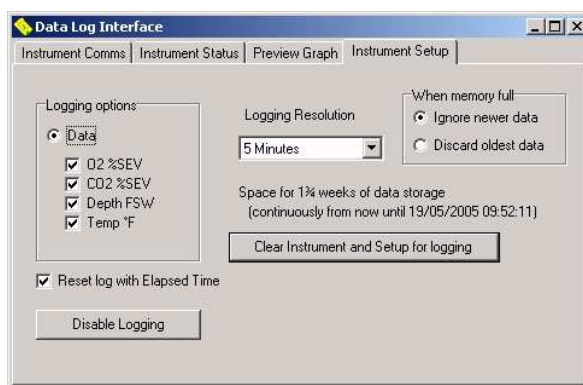 Data Log Interface
Instrument Comms
Instrument Status
Preview Graph
Instrument Setup
Logging options
Data
O2 %SEV
CO2 %SEV
Depth FSW
Temp °F
Reset log with Elapsed Time
Disable Logging
Logging Resolution
5 Minutes
When memory full
Ignore newer data
Discard oldest data
Space for 1¾ weeks of data storage
(continuously from now until 19/05/2005 09:52:11)
Clear Instrument and Setup for logging